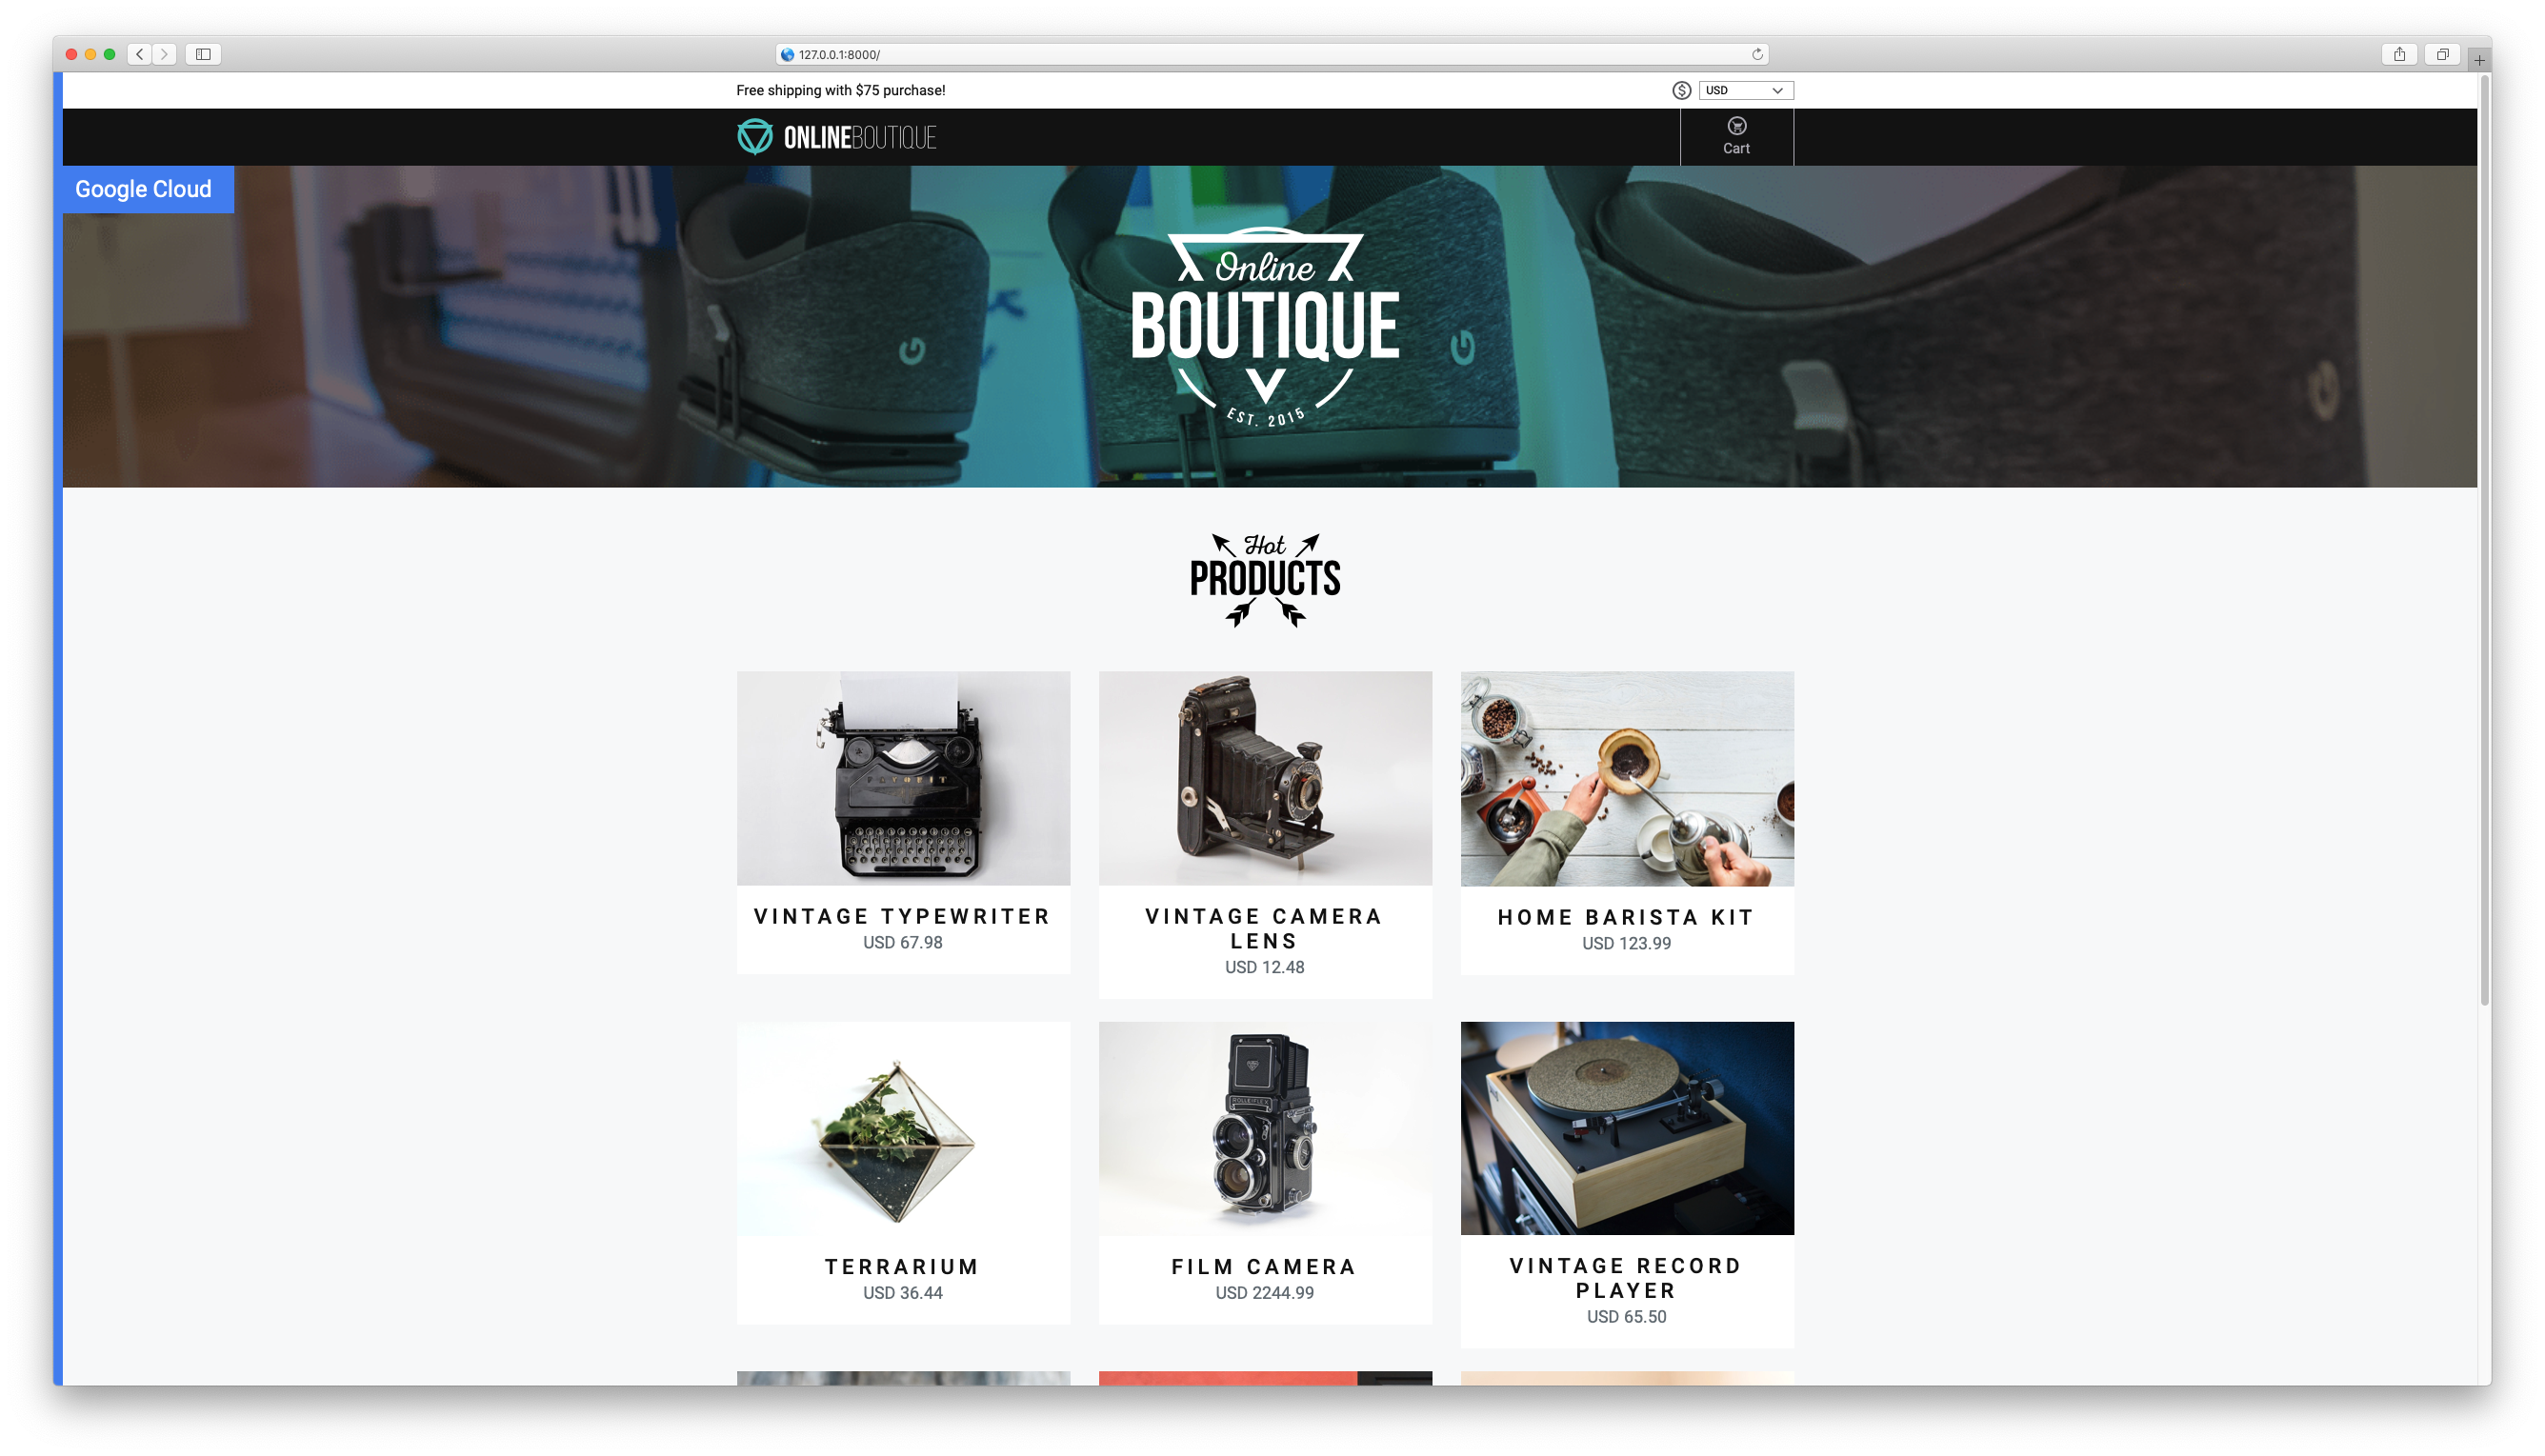 127.0.0.1:8000/
Free shipping with $75 purchase!
USD
ONLINEBOUTIQUE
Cart
Google Cloud
Online
BOUTIQUE
EST. 2015
Hot
PRODUCTS
VINTAGE TYPEWRITER
USD 67.98
VINTAGE CAMERA
LENS
USD 12.48
HOME BARISTA KIT
USD 123.99
ROLLEIFLEX
TERRARIUM
USD 36.44
FILM CAMERA
USD 2244.99
VINTAGE RECORD
PLAYER
USD 65.50